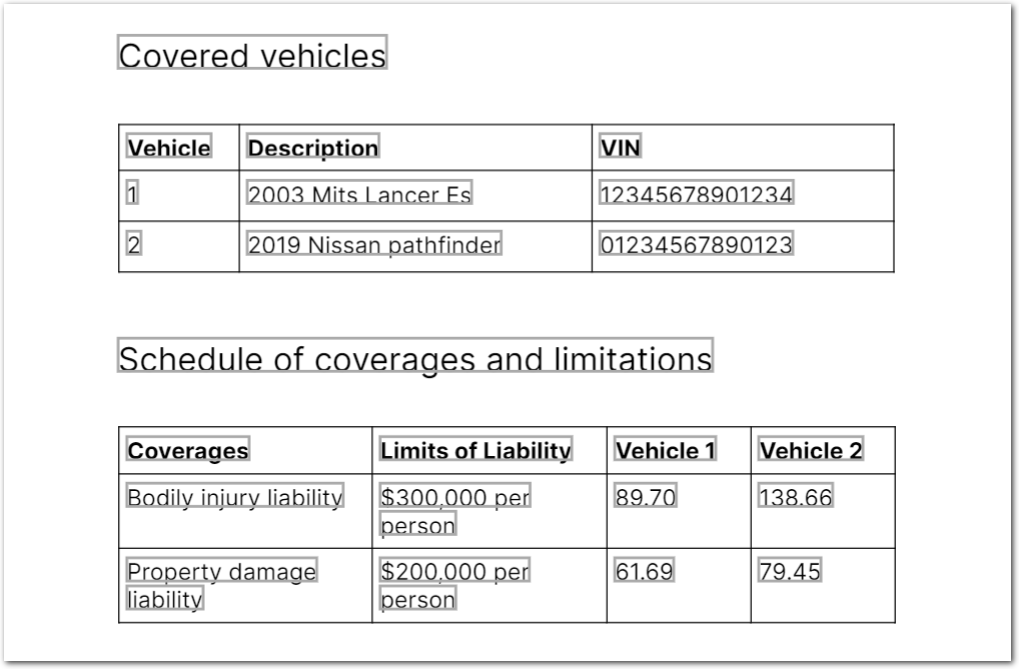 Covered vehicles
Vehicle Description VIN
1 2003 Mits Lancer Es 12345678901234
2 2019 Nissan pathfinder 01234567890123
Schedule of coverages and limitations
Coverages Limits of Liability Vehicle 1 Vehicle 2
Bodily injury liability $300,000 per 89.70 138.66
person
Property damage $200,000 per 61.69 79.45
liability person